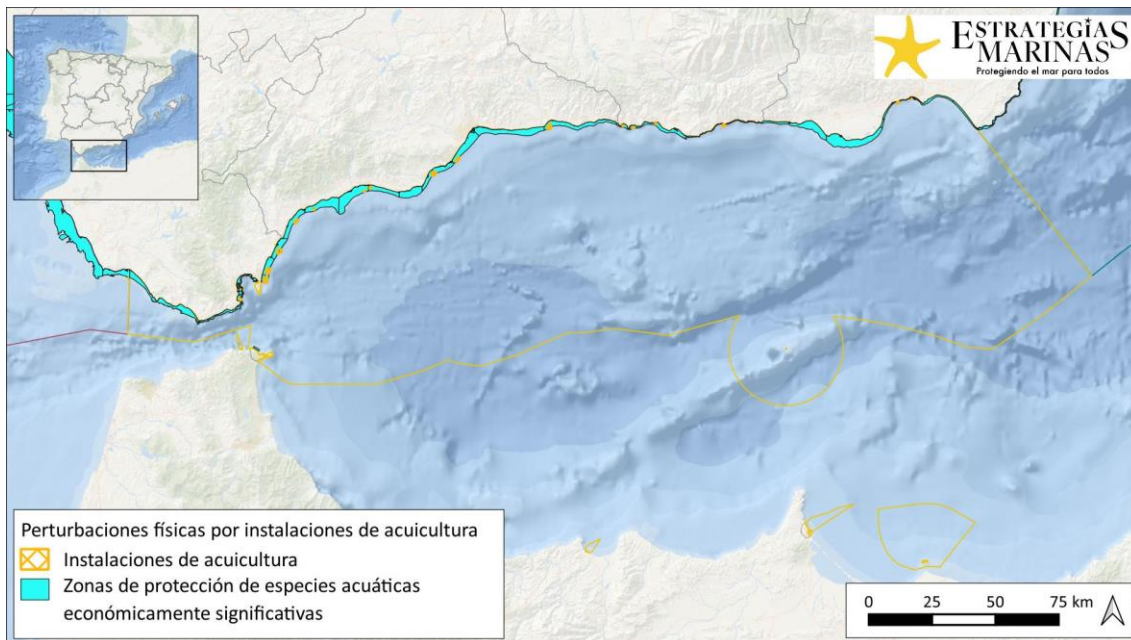 ESTRATEGIAS
MARINAS
Protegiendo el mar para todos
Perturbaciones físicas por instalaciones de acuicultura
Instalaciones de acuicultura
Zonas de protección de especies acuáticas
económicamente significativas
0 25 50 75 km